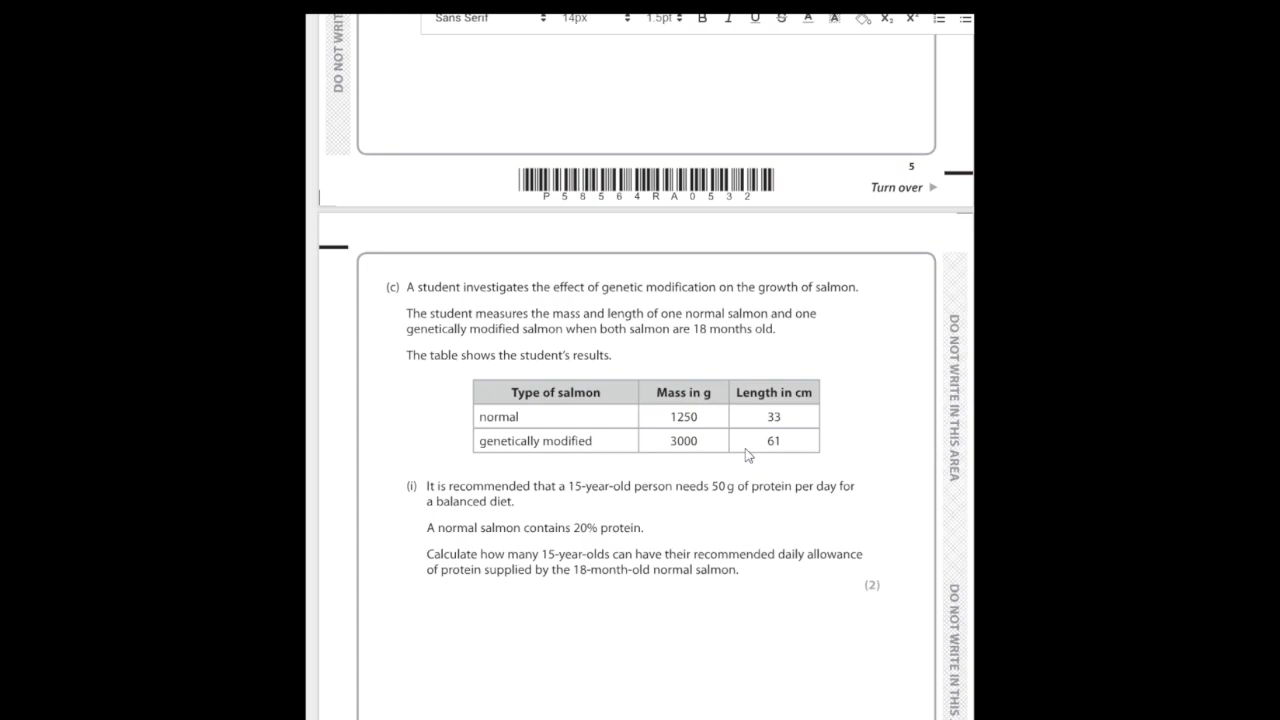 Sans Serif 14px 1.5pt B I U S A A X₂ X²
DO NOT WRIT
5
P 5 8 5 6 4 R A 0 5 3 2
Turn over
(c) A student investigates the effect of genetic modification on the growth of salmon.
The student measures the mass and length of one normal salmon and one
genetically modified salmon when both salmon are 18 months old.
The table shows the student's results.
Type of salmon Mass in g Length in cm
normal 1250 33
genetically modified 3000 61
(i) It is recommended that a 15-year-old person needs 50 g of protein per day for
a balanced diet.
A normal salmon contains 20% protein.
Calculate how many 15-year-olds can have their recommended daily allowance
of protein supplied by the 18-month-old normal salmon.
(2)
DO NOT WRITE IN THIS AREA
DO NOT WRITE IN THIS